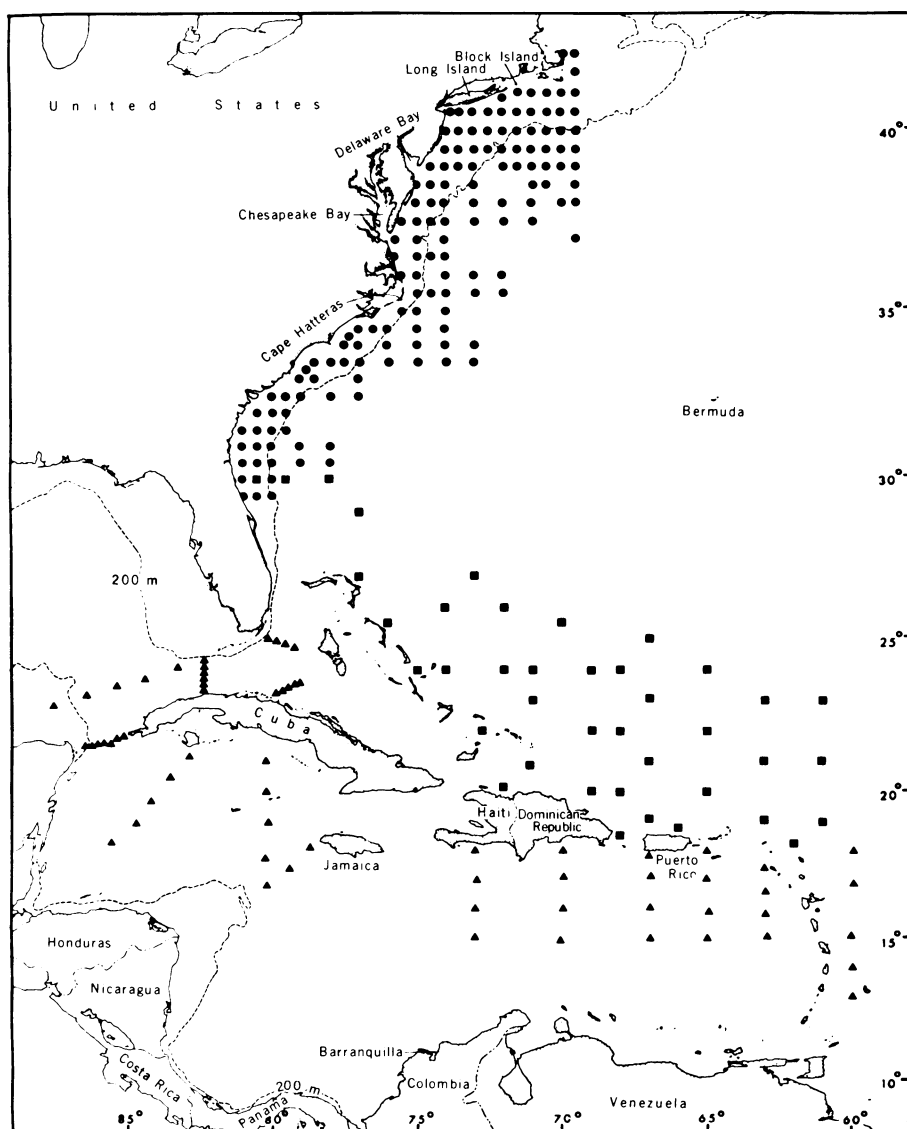 Block Island
Long Island
United States
40°
Delaware Bay
Chesapeake Bay
35°
Cape Hatteras
Bermuda
30°
200 m
25°
Cuba
20°
Haiti
Dominican
Republic
Jamaica
Puerto
Rico
15°
Honduras
Nicaragua
Barranquilla
Costa Rica
200 m
Colombia
10°
Panama
Venezuela
85°
80°
75°
70°
65°
60°